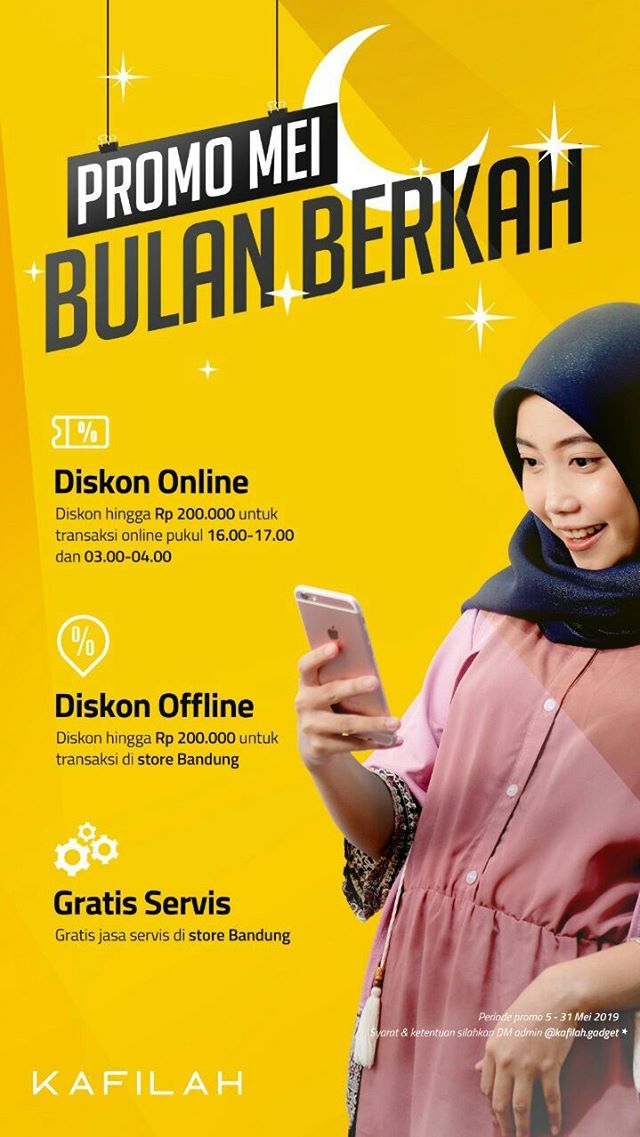 PROMO MEI
BULAN BERKAH
%
Diskon Online
Diskon hingga Rp 200.000 untuk
transaksi online pukul 16.00-17.00
dan 03.00-04.00
%
Diskon Offline
Diskon hingga Rp 200.000 untuk
transaksi di store Bandung
Gratis Servis
Gratis jasa servis di store Bandung
Periode promo 5 - 31 Mei 2019
Syarat & ketentuan silahkan DM admin @kafilah.gadget *
KAFILAH